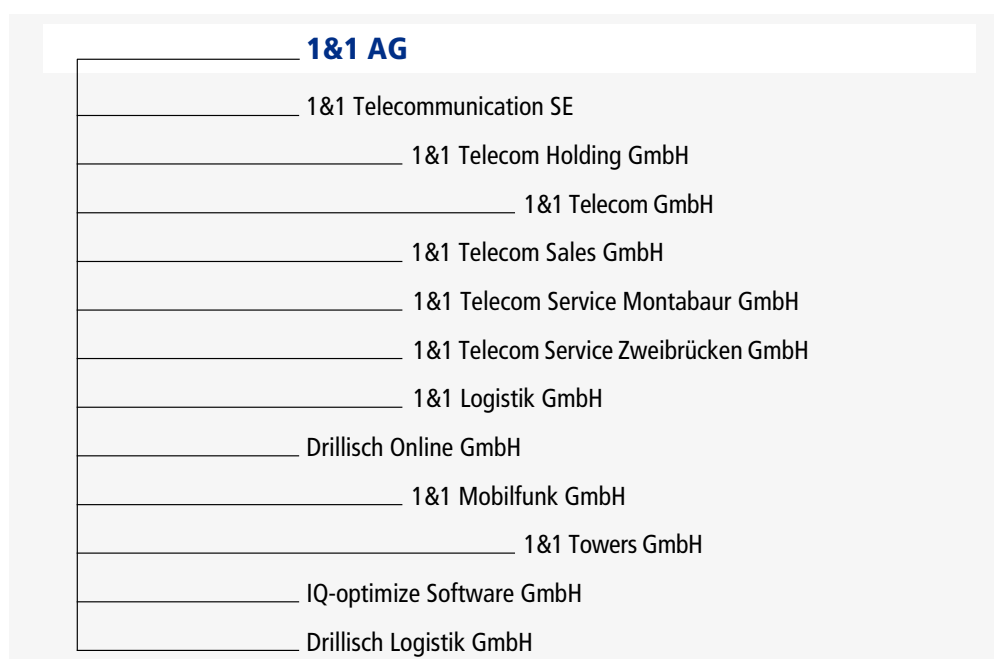 1&1 AG
1&1 Telecommunication SE
1&1 Telecom Holding GmbH
1&1 Telecom GmbH
1&1 Telecom Sales GmbH
1&1 Telecom Service Montabaur GmbH
1&1 Telecom Service Zweibrücken GmbH
1&1 Logistik GmbH
Drillisch Online GmbH
1&1 Mobilfunk GmbH
1&1 Towers GmbH
IQ-optimize Software GmbH
Drillisch Logistik GmbH